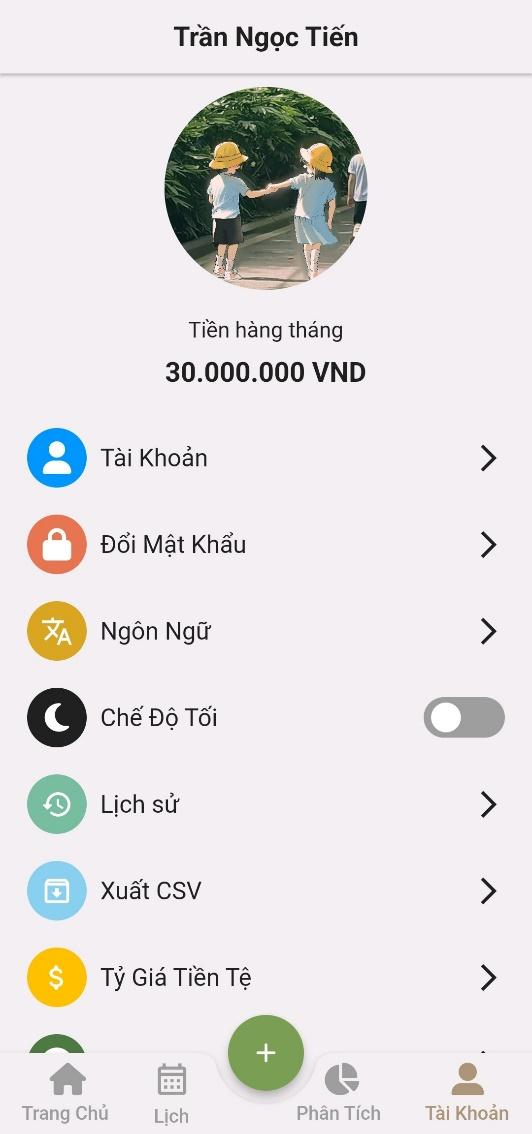 Trần Ngọc Tiến
Tiền hàng tháng
30.000.000 VND
Tài Khoản
Đổi Mật Khẩu
Ngôn Ngữ
Chế Độ Tối
Lịch sử
Xuất CSV
Tỷ Giá Tiền Tệ
Trang Chủ
Lịch
Phân Tích
Tài Khoản